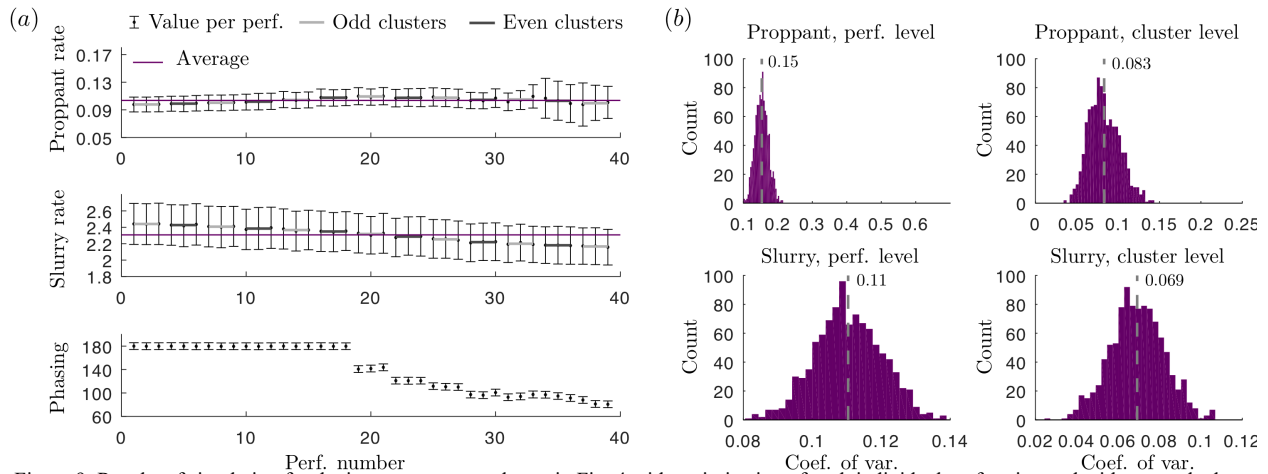 (a)
Value per perf.
Odd clusters
Even clusters
Average
Proppant rate
0.17
0.13
0.09
0.05
0 10 20 30 40
Slurry rate
2.6
2.4
2.2
2
1.8
0 10 20 30 40
Phasing
180
140
100
60
0 10 20 30 40
Perf. number
(b)
Proppant, perf. level
0.15
Count
100
80
60
40
20
0
0.1 0.2 0.3 0.4 0.5 0.6
Proppant, cluster level
0.083
Count
100
80
60
40
20
0
0 0.05 0.1 0.15 0.2 0.25
Slurry, perf. level
0.11
Count
100
80
60
40
20
0
0.08 0.1 0.12 0.14
Coef. of var.
Slurry, cluster level
0.069
Count
100
80
60
40
20
0
0.02 0.04 0.06 0.08 0.1 0.12
Coef. of var.